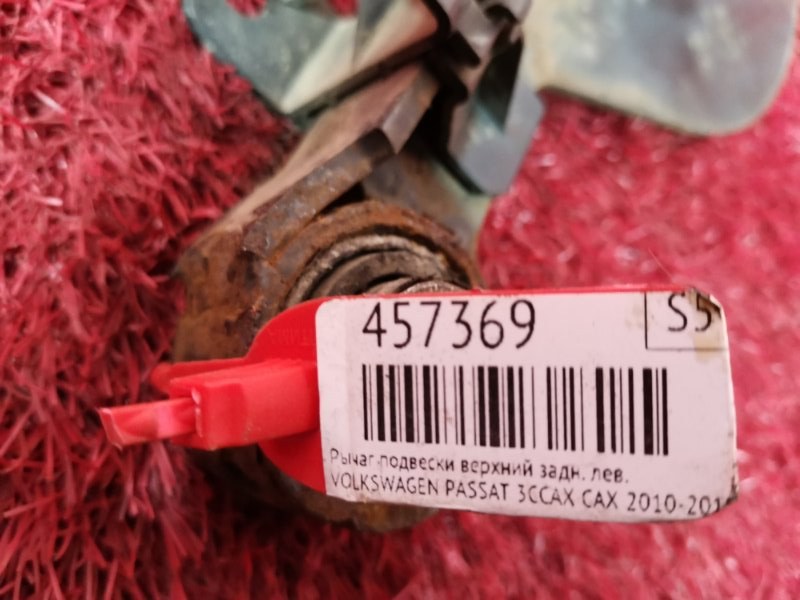 457369
S5
Рычаг подвески верхний задн. лев.
VOLKSWAGEN PASSAT 3CCAX CAX 2010-201